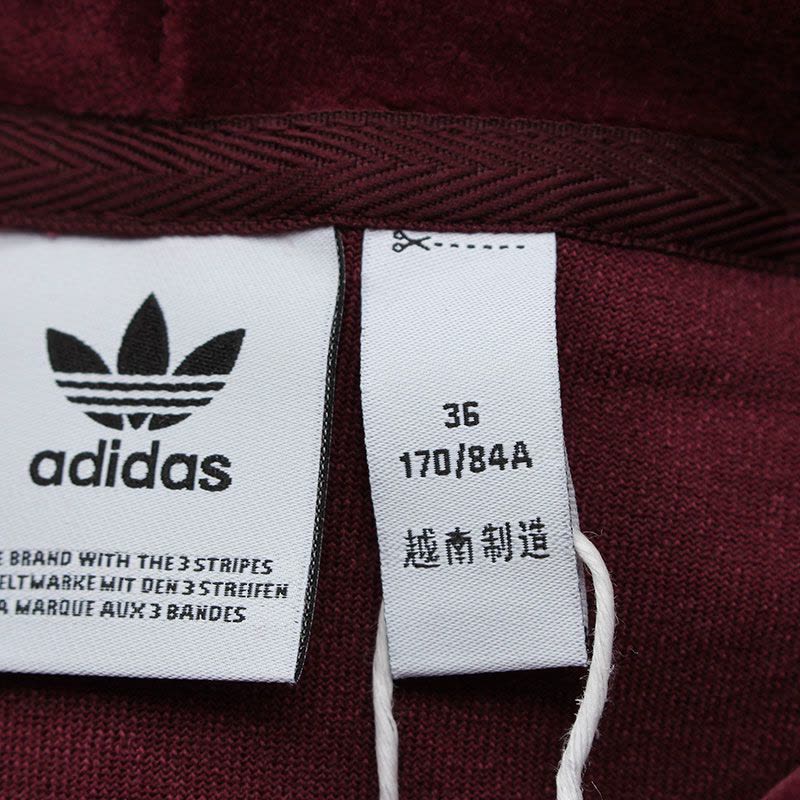 adidas
BRAND WITH THE 3 STRIPES
MARKE MIT DEN 3 STREIFEN
MARQUE AUX 3 BANDES
36
170/84A
越南制造